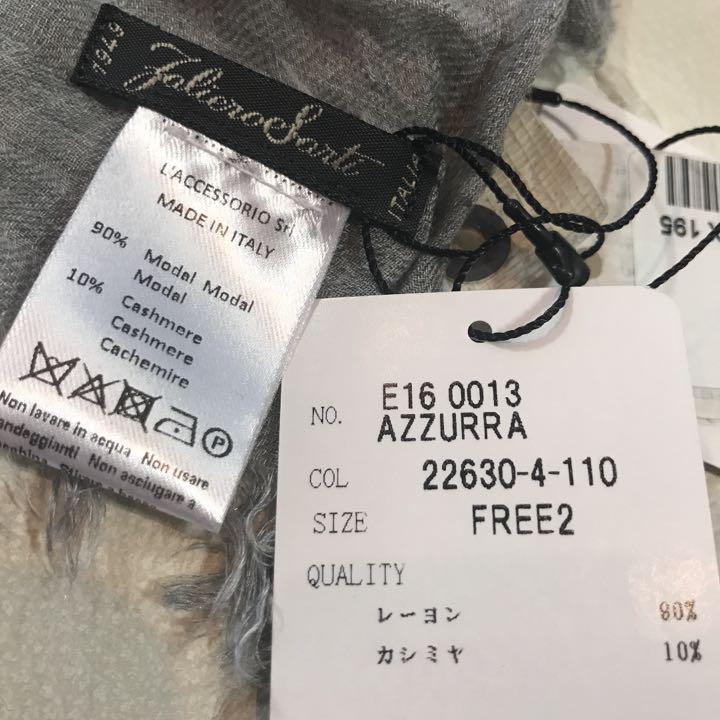 1949
Faliero Sarti
ITALIA
L'ACCESSORIO Srl
MADE IN ITALY
90% Modal Modal
Modal
10% Cashmere
Cashmere
Cachemire
P
Non lavare in acqua Non usare
candeggianti Non asciugare a
195
NO. E16 0013
AZZURRA
COL 22630-4-110
SIZE FREE2
QUALITY
レーヨン 90%
カシミヤ 10%